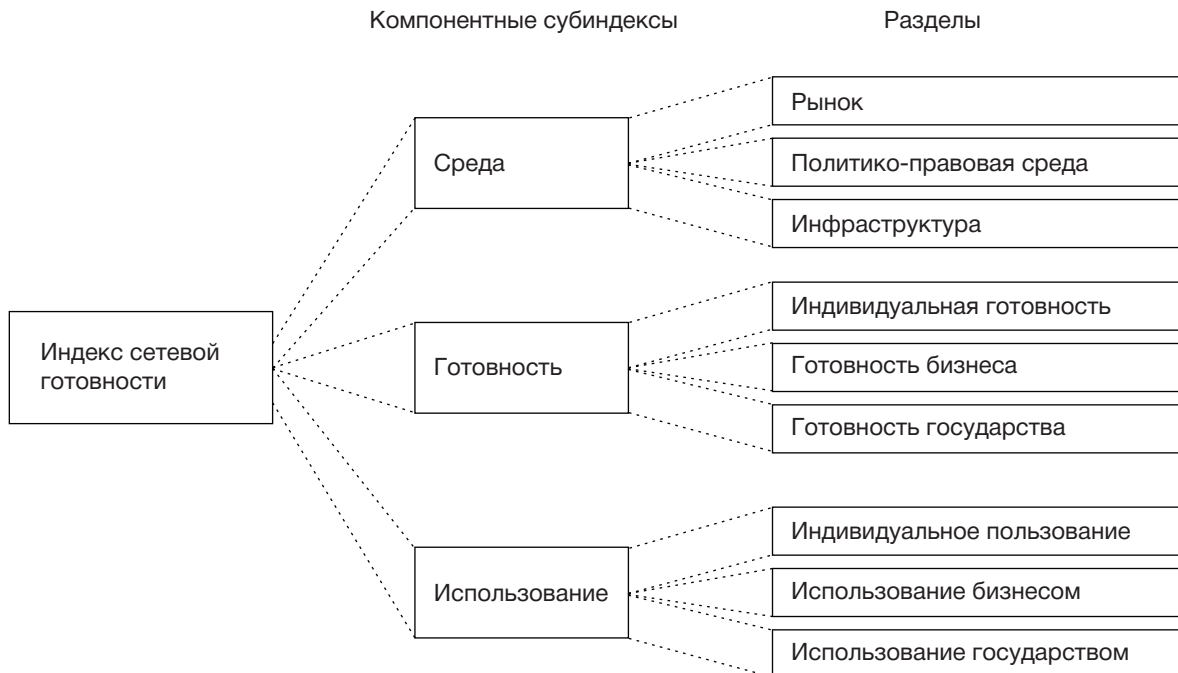 Компонентные субиндексы
Разделы
Рынок
Среда
Политико-правовая среда
Инфраструктура
Индекс сетевой
готовности
Готовность
Индивидуальная готовность
Готовность бизнеса
Готовность государства
Использование
Индивидуальное пользование
Использование бизнесом
Использование государством